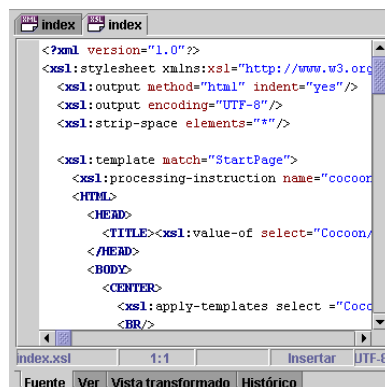 index index
<?xml version="1.0"?>
<xsl:stylesheet xmlns:xsl="http://www.w3.org
<xsl:output method="html" indent="yes"/>
<xsl:output encoding="UTF-8"/>
<xsl:strip-space elements="*"/>
<xsl:template match="StartPage">
<xsl:processing-instruction name="cocoon
<HTML>
<HEAD>
<TITLE><xsl:value-of select="Cocoon/
</HEAD>
<BODY>
<CENTER>
<xsl:apply-templates select ="Coco
<BR/>
index.xsl 1:1 Insertar UTF-8
Fuente Ver Vista transformado Histórico